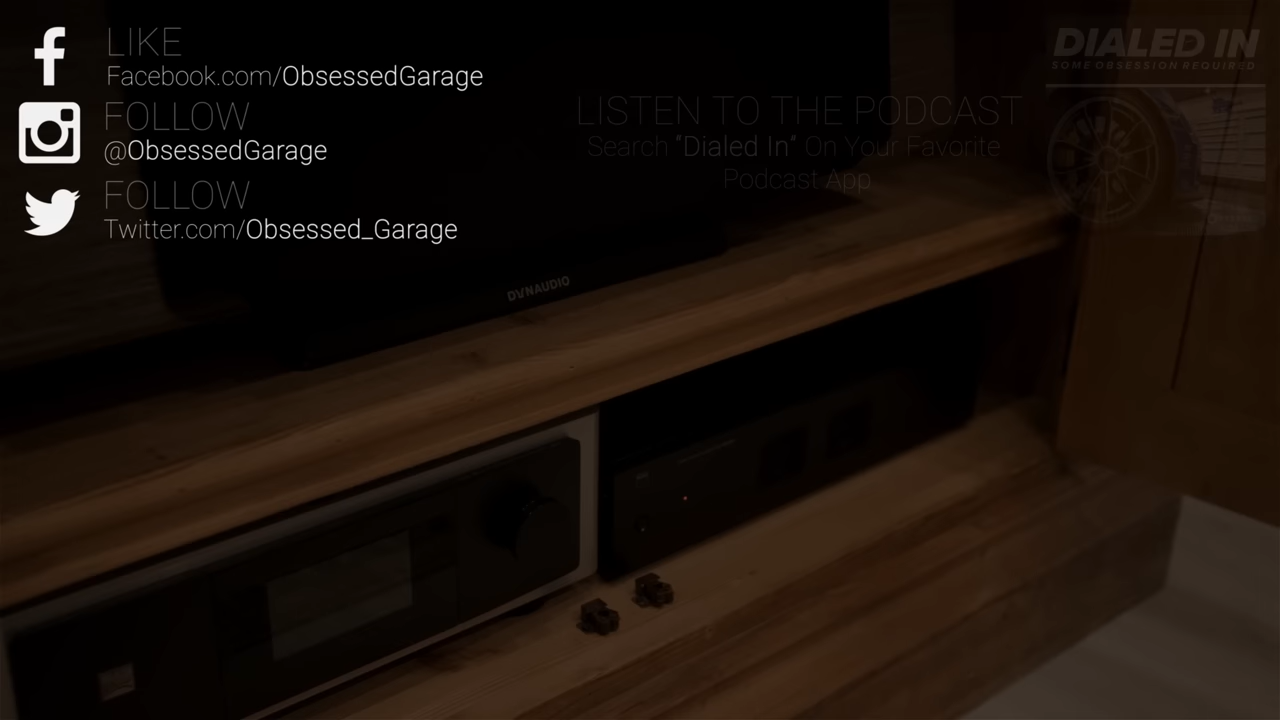 LIKE
Facebook.com/ObsessedGarage
FOLLOW
@ObsessedGarage
FOLLOW
Twitter.com/Obsessed_Garage
LISTEN TO THE PODCAST
Search "Dialed In" On Your Favorite
Podcast App
DIALED IN
SOME OBSESSION REQUIRED
DYNAUDIO